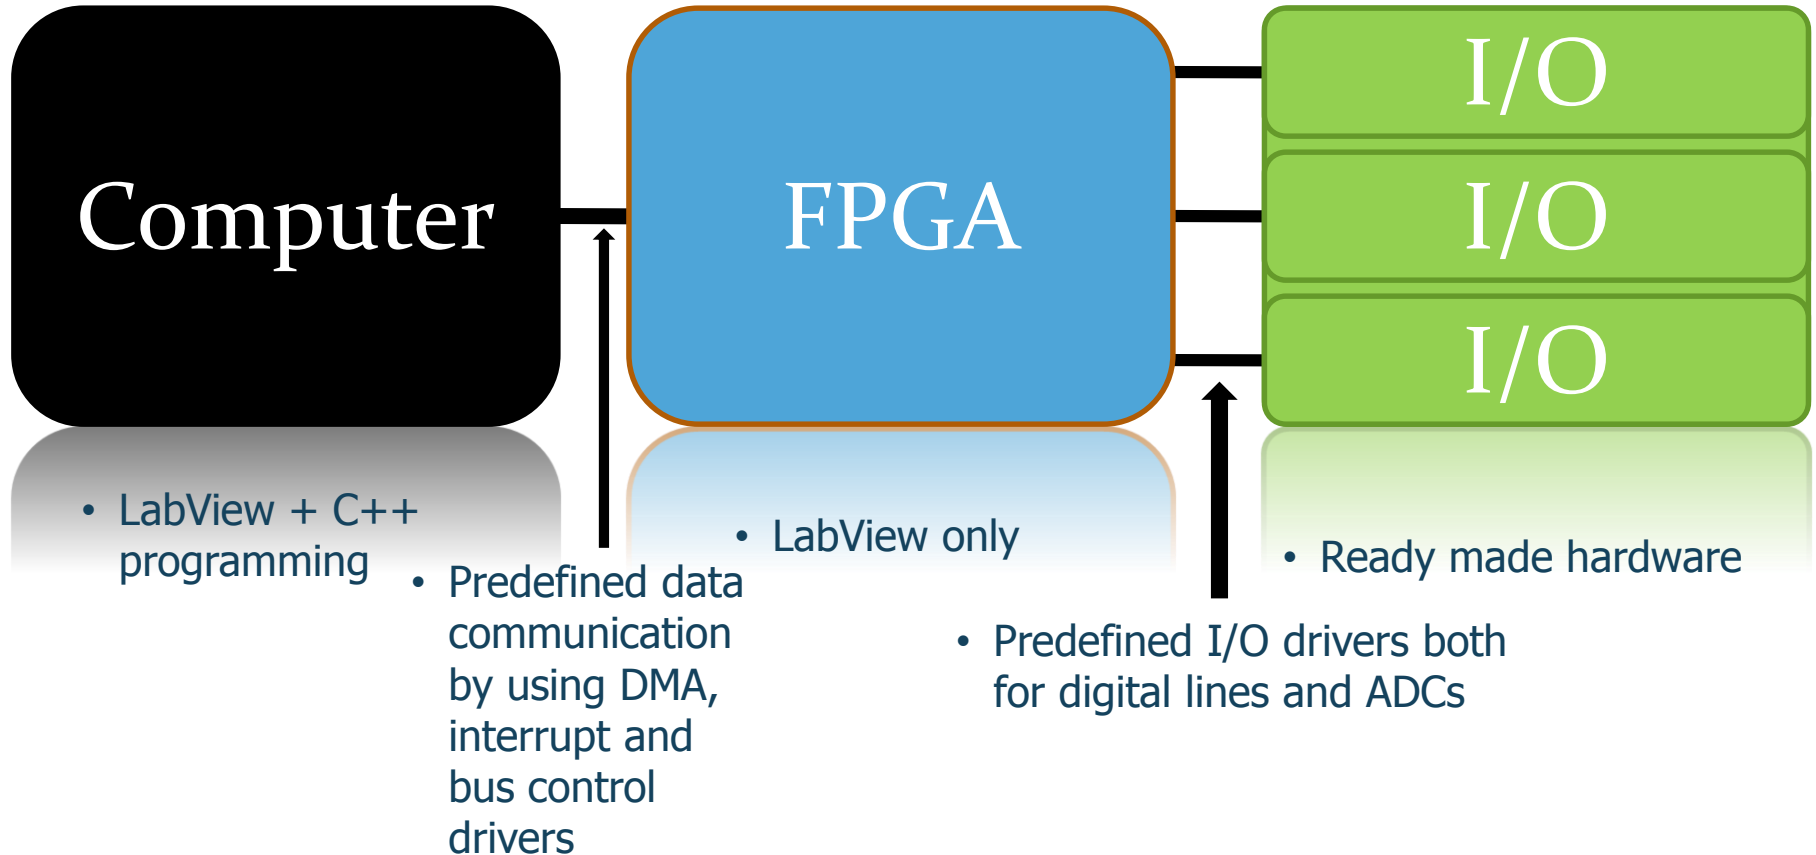 Computer
FPGA
I/O
I/O
I/O
• LabView + C++
programming
• Predefined data
communication
by using DMA,
interrupt and
bus control
drivers
• LabView only
• Predefined I/O drivers both
for digital lines and ADCs
• Ready made hardware